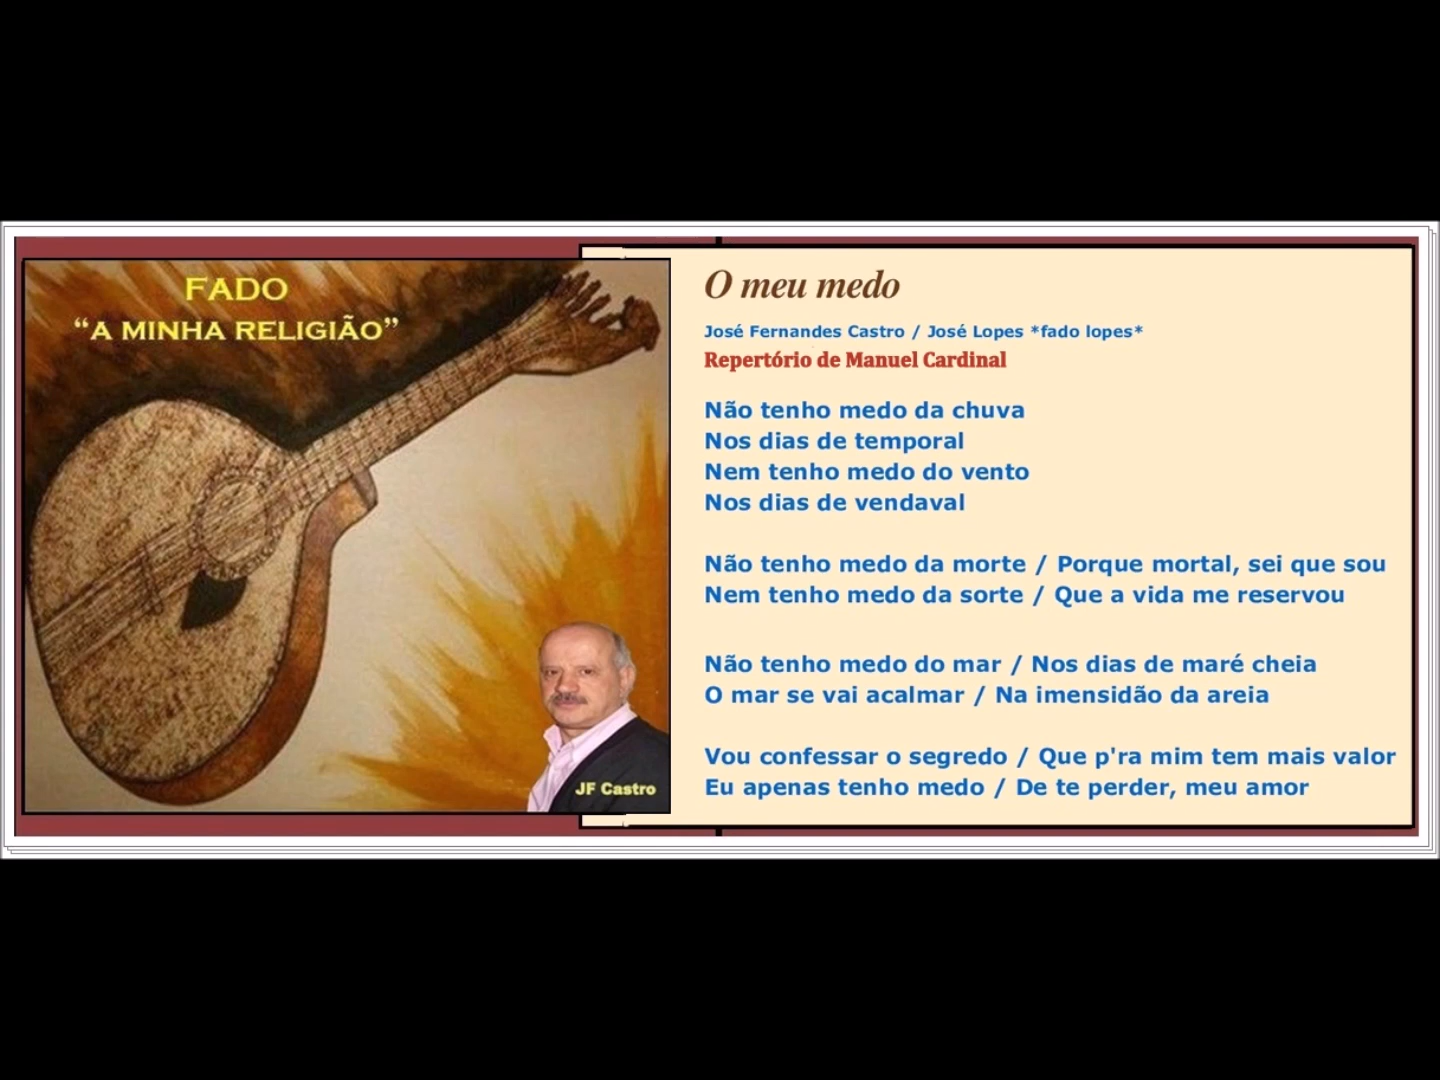 FADO
“A MINHA RELIGIÃO”
JF Castro
O meu medo
José Fernandes Castro / José Lopes *fado lopes*
Repertório de Manuel Cardinal
Não tenho medo da chuva
Nos dias de temporal
Nem tenho medo do vento
Nos dias de vendaval
Não tenho medo da morte / Porque mortal, sei que sou
Nem tenho medo da sorte / Que a vida me reservou
Não tenho medo do mar / Nos dias de maré cheia
O mar se vai acalmar / Na imensidão da areia
Vou confessar o segredo / Que p'ra mim tem mais valor
Eu apenas tenho medo / De te perder, meu amor